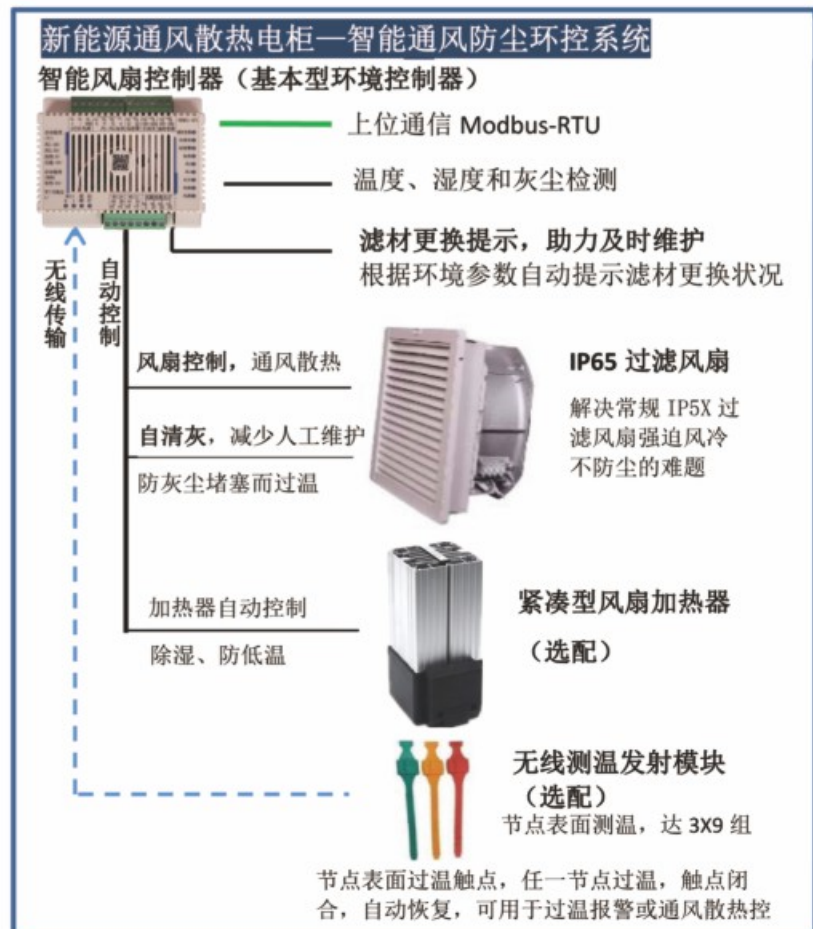 新能源通风散热电柜—智能通风防尘环控系统
智能风扇控制器（基本型环境控制器）
上位通信 Modbus-RTU
温度、湿度和灰尘检测
滤材更换提示，助力及时维护
根据环境参数自动提示滤材更换状况
无线传输
自动控制
风扇控制，通风散热
自清灰，减少人工维护
防灰尘堵塞而过温
IP65 过滤风扇
解决常规 IP5X 过
滤风扇强迫风冷
不防尘的难题
加热器自动控制
除湿、防低温
紧凑型风扇加热器
（选配）
无线测温发射模块
（选配）
节点表面测温，达 3X9 组
节点表面过温触点，任一节点过温，触点闭
合，自动恢复，可用于过温报警或通风散热控